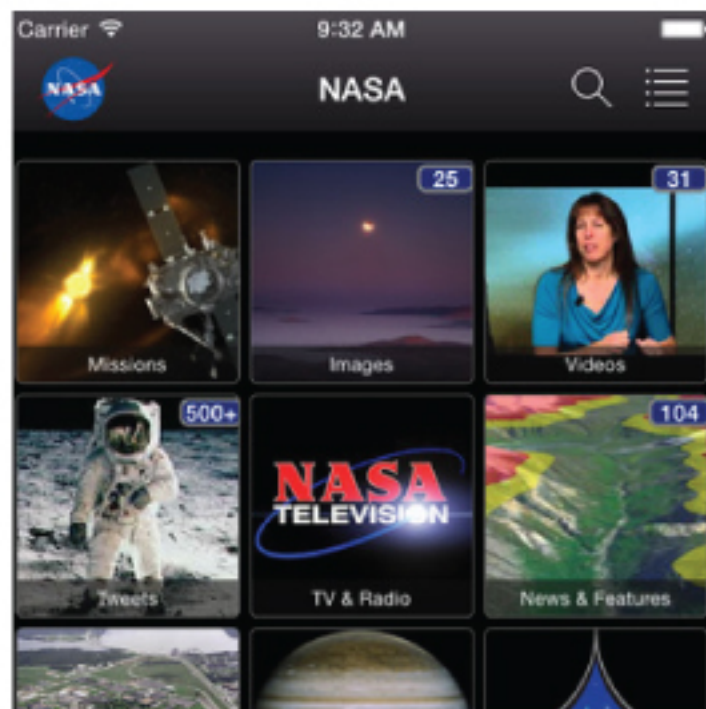 Carrier 9:32 AM
NASA NASA
25 31
Missions Images Videos
500+ 104
NASA
TELEVISION
Tweets TV & Radio News & Features